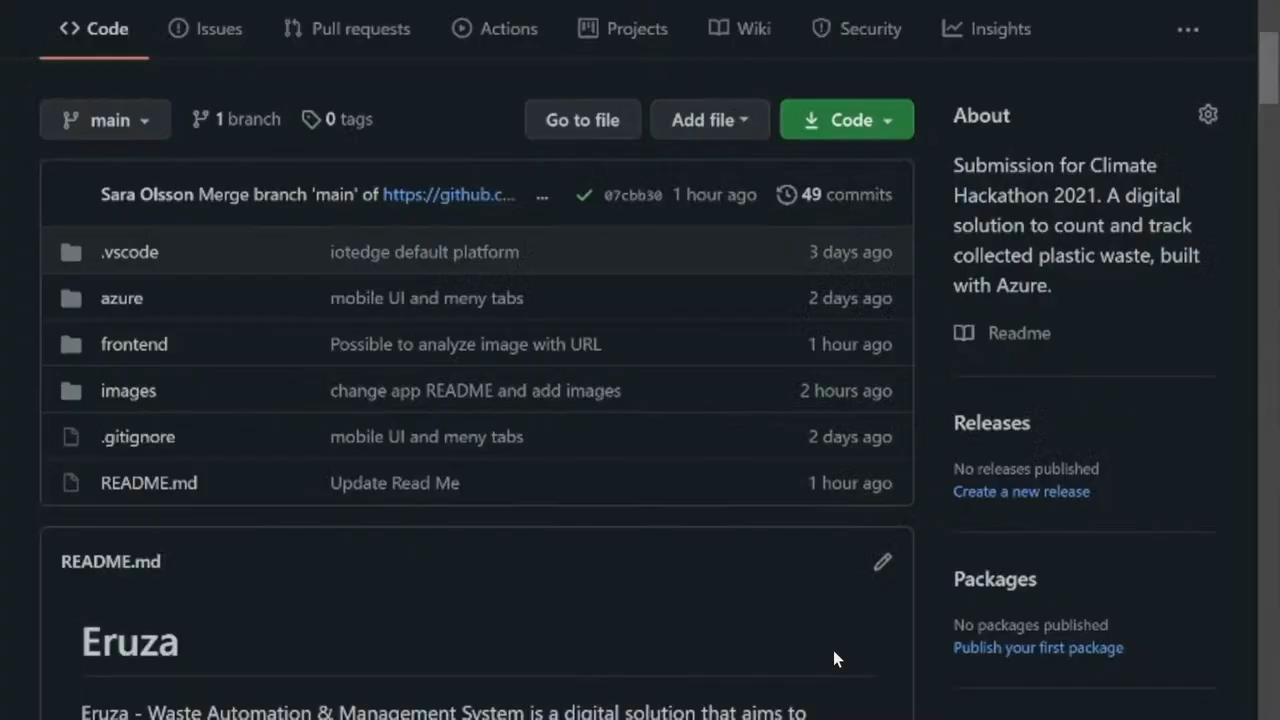 Code Issues Pull requests Actions Projects Wiki Security Insights ...
main 1 branch 0 tags Go to file Add file Code
Sara Olsson Merge branch 'main' of https://github.c... ... 07cbb30 1 hour ago 49 commits
.vscode iotedge default platform 3 days ago
azure mobile UI and meny tabs 2 days ago
frontend Possible to analyze image with URL 1 hour ago
images change app README and add images 2 hours ago
.gitignore mobile UI and meny tabs 2 days ago
README.md Update Read Me 1 hour ago
README.md
Eruza
Eruza - Waste Automation & Management System is a digital solution that aims to
About
Submission for Climate
Hackathon 2021. A digital
solution to count and track
collected plastic waste, built
with Azure.
Readme
Releases
No releases published
Create a new release
Packages
No packages published
Publish your first package